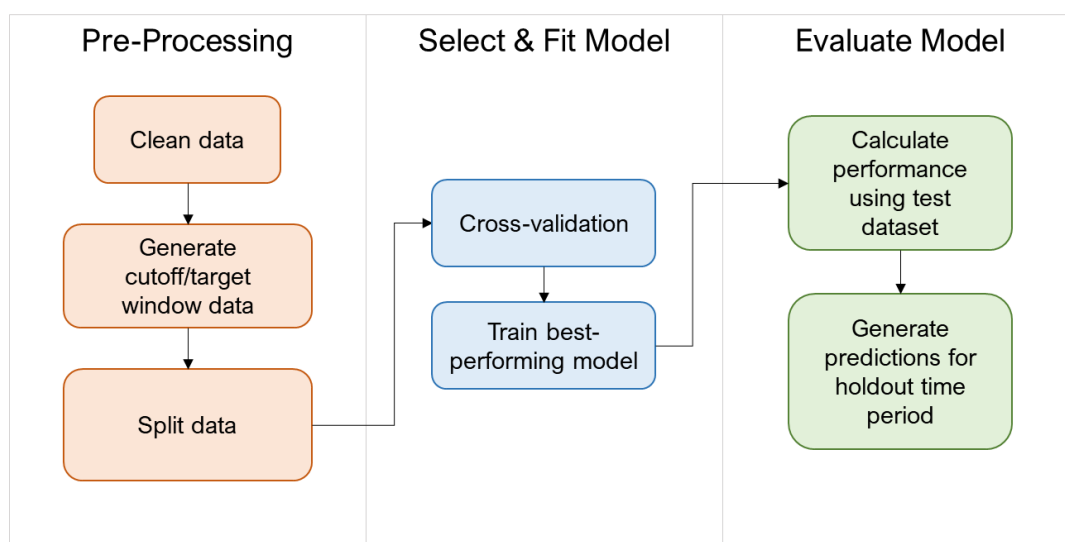 Pre-Processing
Clean data
Generate
cutoff/target
window data
Split data
Select & Fit Model
Cross-validation
Train best-
performing model
Evaluate Model
Calculate
performance
using test
dataset
Generate
predictions for
holdout time
period